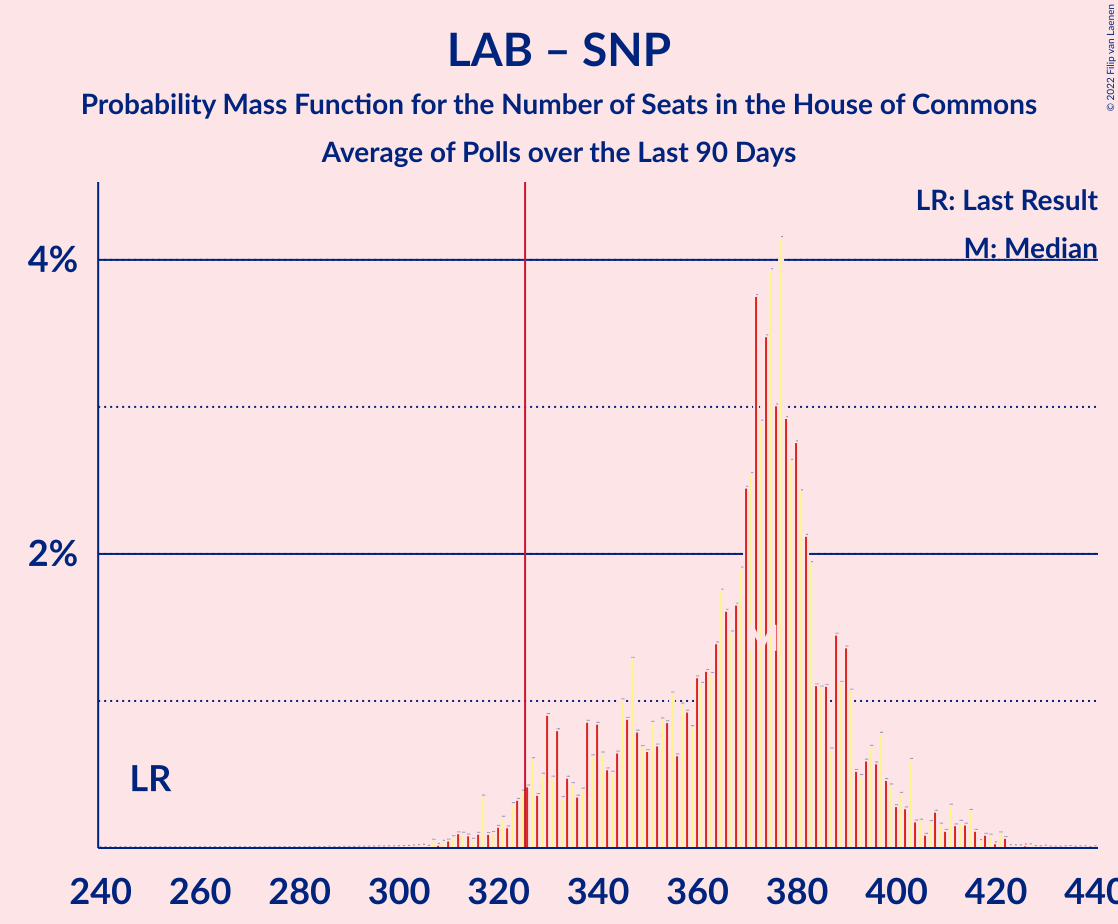 LAB – SNP
Probability Mass Function for the Number of Seats in the House of Commons
Average of Polls over the Last 90 Days
© 2022 Filip van Laenen
LR: Last Result
M: Median
4%
2%
LR
M
240 260 280 300 320 340 360 380 400 420 440